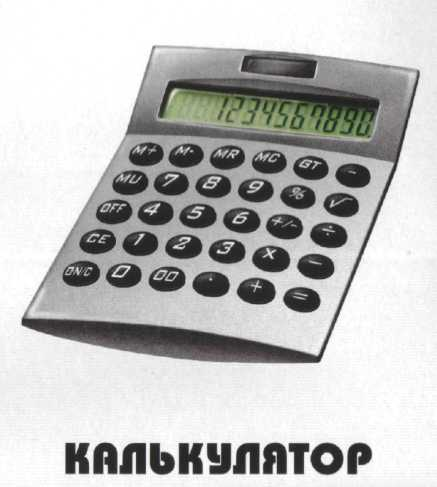 1234567890
M+ M- MR MC GT -
MU 7 8 9 % √
OFF 4 5 6 +/- ÷
CE 1 2 3 x -
ON/C 0 00 . + =
КАЛЬКУЛЯТОР